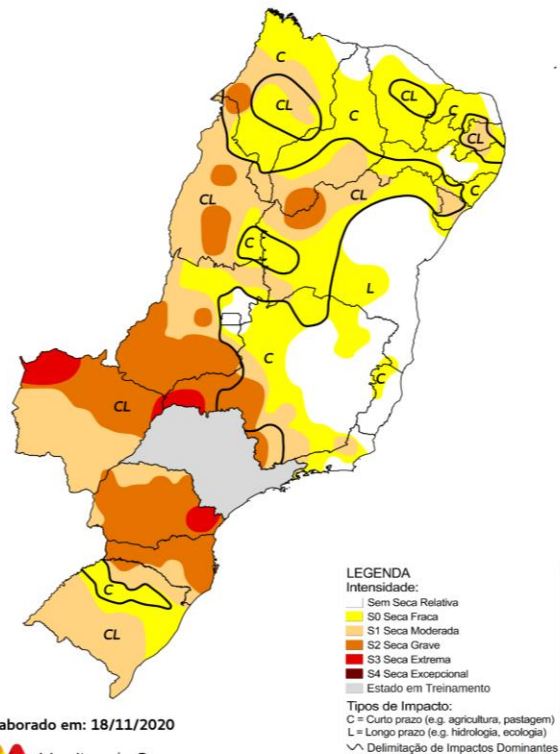 C
CL
C
CL
C
CL
C
CL
CL
C
L
C
C
CL
C
CL
LEGENDA
Intensidade:
Sem Seca Relativa
S0 Seca Fraca
S1 Seca Moderada
S2 Seca Grave
S3 Seca Extrema
S4 Seca Excepcional
Estado em Treinamento
Tipos de Impacto:
C = Curto prazo (e.g. agricultura, pastagem)
L = Longo prazo (e.g. hidrologia, ecologia)
Delimitação de Impactos Dominantes
aborado em: 18/11/2020